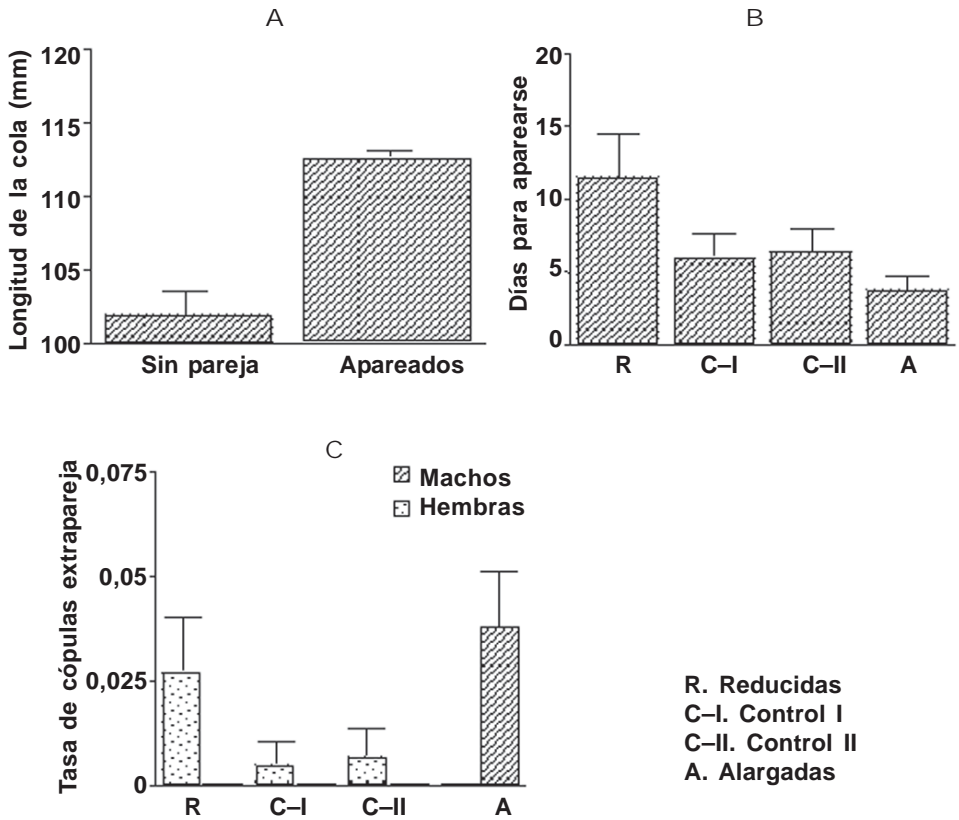 A
Longitud de la cola (mm)
120
115
110
105
100
Sin pareja Apareados
B
Días para aparearse
20
15
10
5
0
R C–I C–II A
C
Tasa de cópulas extrapareja
0,075
0,05
0,025
0
Machos
Hembras
R C–I C–II A
R. Reducidas
C–I. Control I
C–II. Control II
A. Alargadas